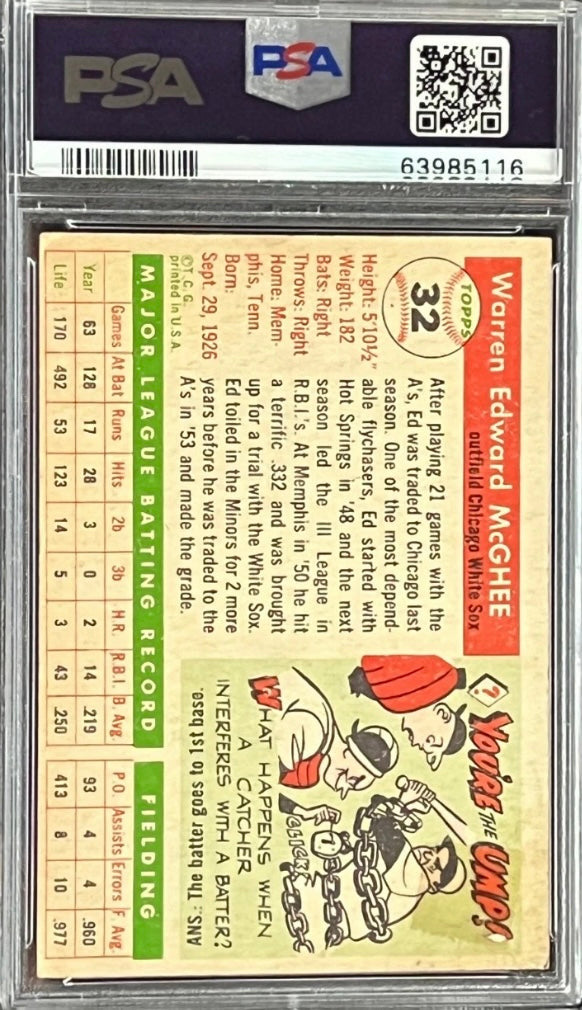 PSA
PSA
63985116
TOPPS
32
Warren Edward McGHEE
outfield Chicago White Sox
Height: 5'10½"
Weight: 182
Bats: Right
Throws: Right
Home: Mem-
phis, Tenn.
Born:
Sept. 29, 1926
©T.C.G.
printed in U.S.A.
After playing 21 games with the
A's, Ed was traded to Chicago last
season. One of the most depend-
able flychasers, Ed started with
Hot Springs in '48 and the next
season led the III League in
R.B.I.'s. At Memphis in '50 he hit
a terrific .332 and was brought
up for a trial with the White Sox.
Ed toiled in the Minors for 2 more
years before he was traded to the
A's in '53 and made the grade.
?
YOU'RE THE UMP!
CLICK!
WHAT HAPPENS WHEN
A CATCHER
INTERFERES WITH A BATTER?
ANS: The batter goes to 1st base.
MAJOR LEAGUE BATTING RECORD
FIELDING
Games At Bat Runs Hits 2b 3b H.R. R.B.I. B. Avg. P.O. Assists Errors F. Avg.
Year 63 128 17 28 3 0 2 14 .219 93 4 4 .960
Life 170 492 53 123 14 5 3 43 .250 413 8 10 .977